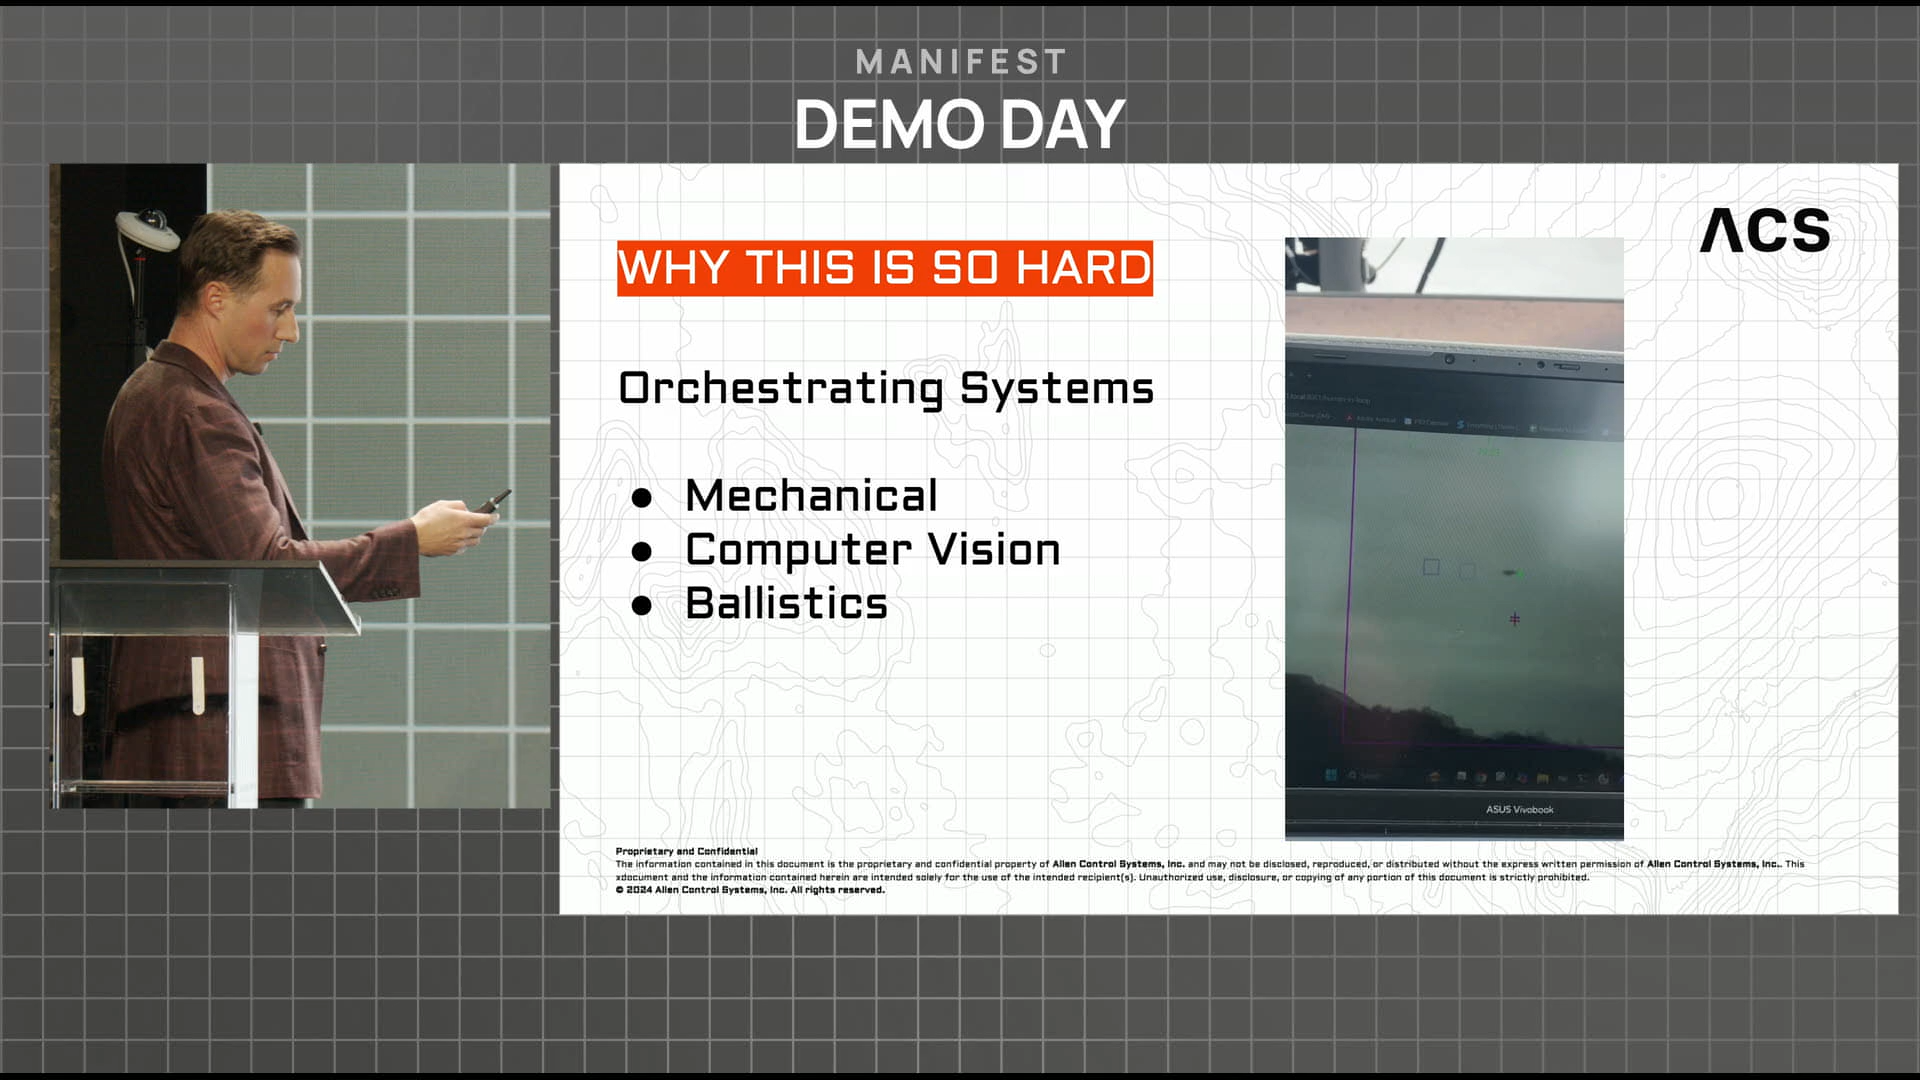 MANIFEST
DEMO DAY
ACS
WHY THIS IS SO HARD
Orchestrating Systems
● Mechanical
● Computer Vision
● Ballistics
ASUS Vivobook
Proprietary and Confidential
The information contained in this document is the proprietary and confidential property of Allen Control Systems, Inc. and may not be disclosed, reproduced, or distributed without the express written permission of Allen Control Systems, Inc.. This
xdocument and the information contained herein are intended solely for the use of the intended recipient(s). Unauthorized use, disclosure, or copying of any portion of this document is strictly prohibited.
© 2024 Allen Control Systems, Inc. All rights reserved.